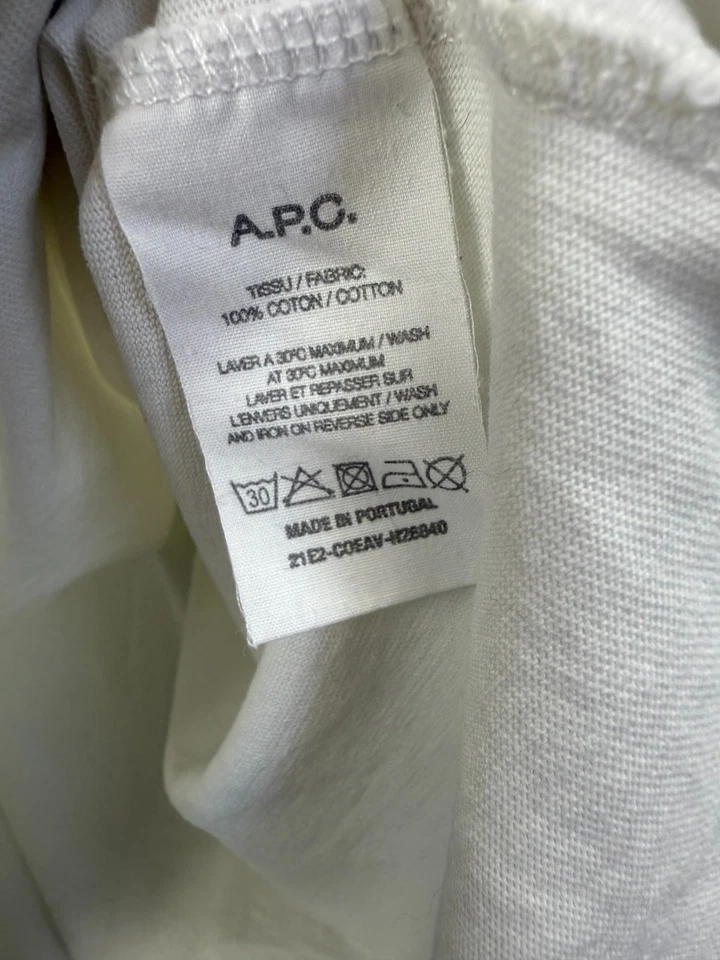 A.P.C.
TISSU / FABRIC:
100% COTON / COTTON
LAVER A 30°C MAXIMUM / WASH
AT 30°C MAXIMUM
LAVER ET REPASSER SUR
L'ENVERS UNIQUEMENT / WASH
AND IRON ON REVERSE SIDE ONLY
30
MADE IN PORTUGAL
21E2-COEAV-H26840